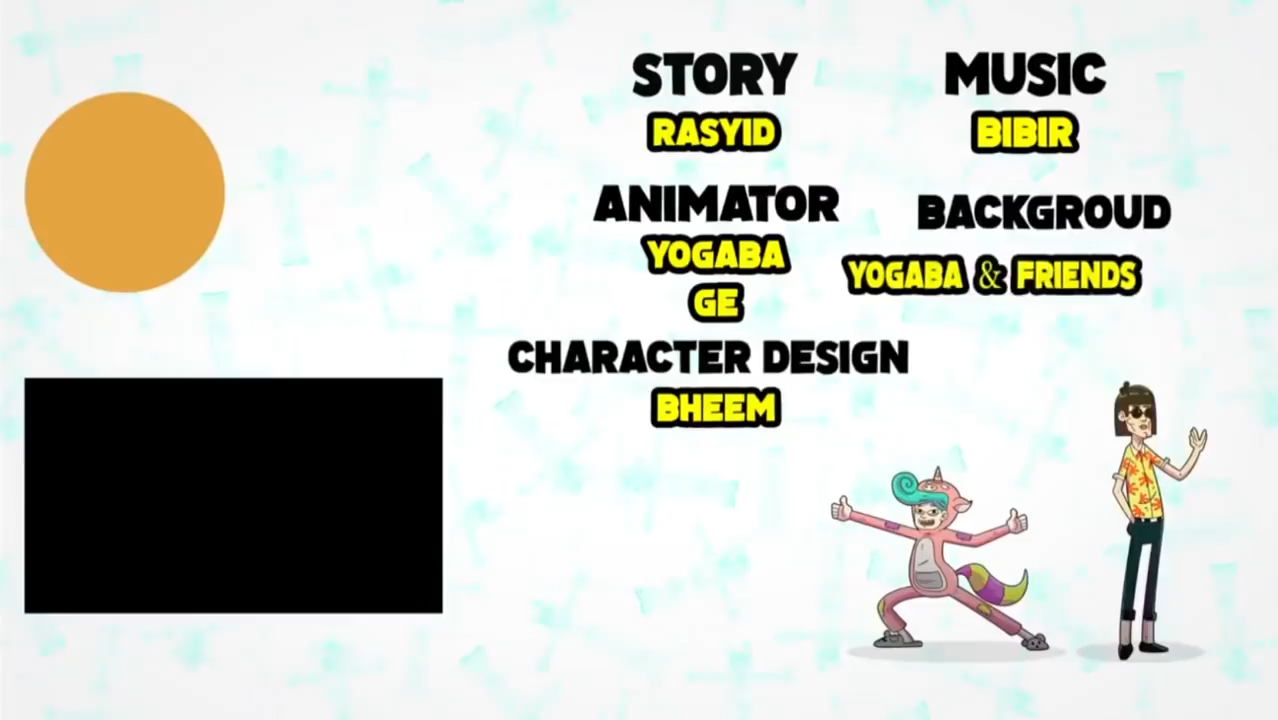 STORY
RASYID
MUSIC
BIBIR
ANIMATOR
YOGABA
GE
BACKGROUD
YOGABA & FRIENDS
CHARACTER DESIGN
BHEEM